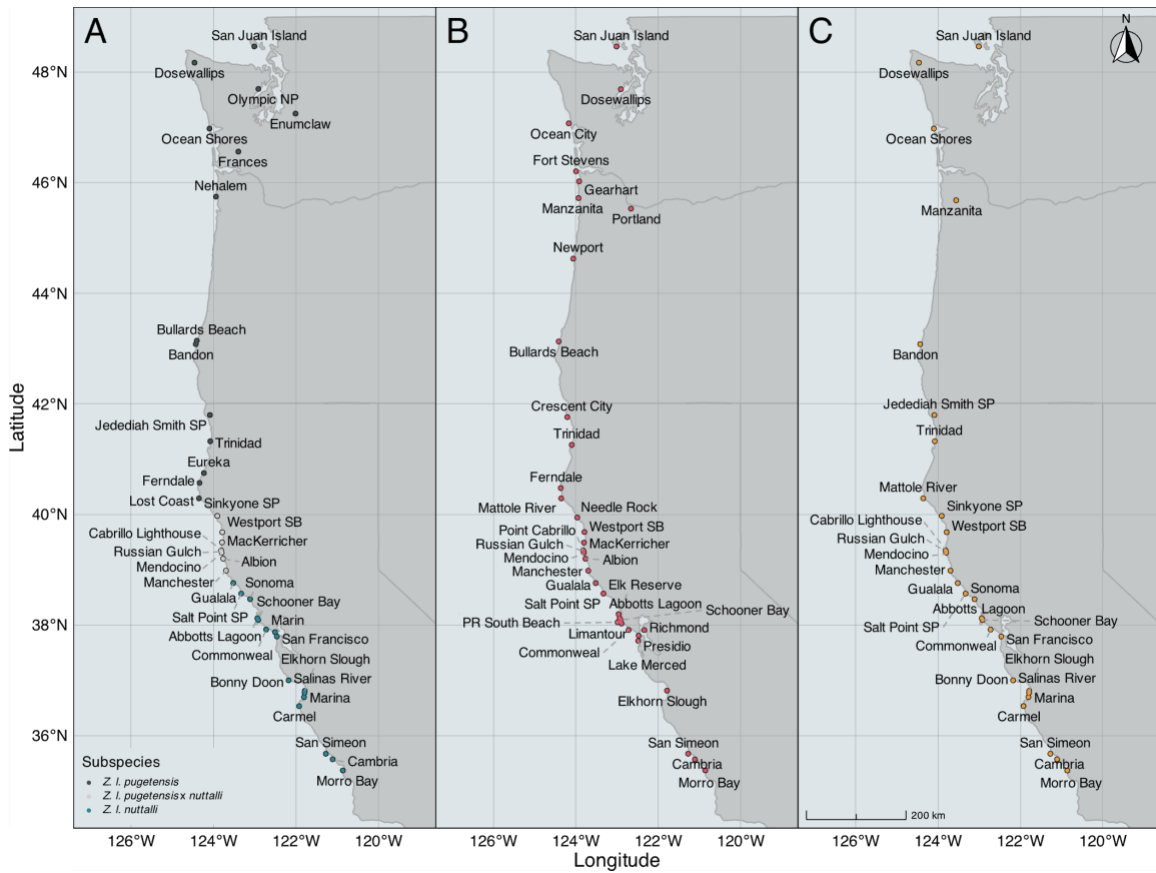 A
B
C
N
San Juan Island
Dosewallips
Olympic NP
Enumclaw
Ocean Shores
Frances
Nehalem
Bullards Beach
Bandon
Jedediah Smith SP
Trinidad
Eureka
Ferndale
Lost Coast
Sinkyone SP
Westport SB
Cabrillo Lighthouse
MacKerricher
Russian Gulch
Mendocino
Albion
Manchester
Sonoma
Gualala
Schooner Bay
Salt Point SP
Marin
Abbotts Lagoon
San Francisco
Commonweal
Elkhorn Slough
Bonny Doon
Salinas River
Marina
Carmel
San Simeon
Cambria
Morro Bay
Subspecies
Z. l. pugetensis
Z. l. pugetensis x nuttalli
Z. l. nuttalli
San Juan Island
Dosewallips
Ocean City
Fort Stevens
Gearhart
Manzanita
Portland
Newport
Bullards Beach
Crescent City
Trinidad
Ferndale
Mattole River
Needle Rock
Point Cabrillo
Westport SB
Russian Gulch
MacKerricher
Mendocino
Albion
Manchester
Gualala
Elk Reserve
Salt Point SP
Abbotts Lagoon
Schooner Bay
PR South Beach
Limantour
Richmond
Commonweal
Presidio
Lake Merced
Elkhorn Slough
San Simeon
Cambria
Morro Bay
San Juan Island
Dosewallips
Ocean Shores
Manzanita
Bandon
Jedediah Smith SP
Trinidad
Mattole River
Sinkyone SP
Cabrillo Lighthouse
Westport SB
Russian Gulch
Mendocino
Manchester
Gualala
Sonoma
Abbotts Lagoon
Schooner Bay
Salt Point SP
San Francisco
Commonweal
Elkhorn Slough
Bonny Doon
Salinas River
Marina
Carmel
San Simeon
Cambria
Morro Bay
200 km
48°N
46°N
44°N
42°N
40°N
38°N
36°N
Latitude
126°W 124°W 122°W 120°W
126°W 124°W 122°W 120°W
126°W 124°W 122°W 120°W
Longitude